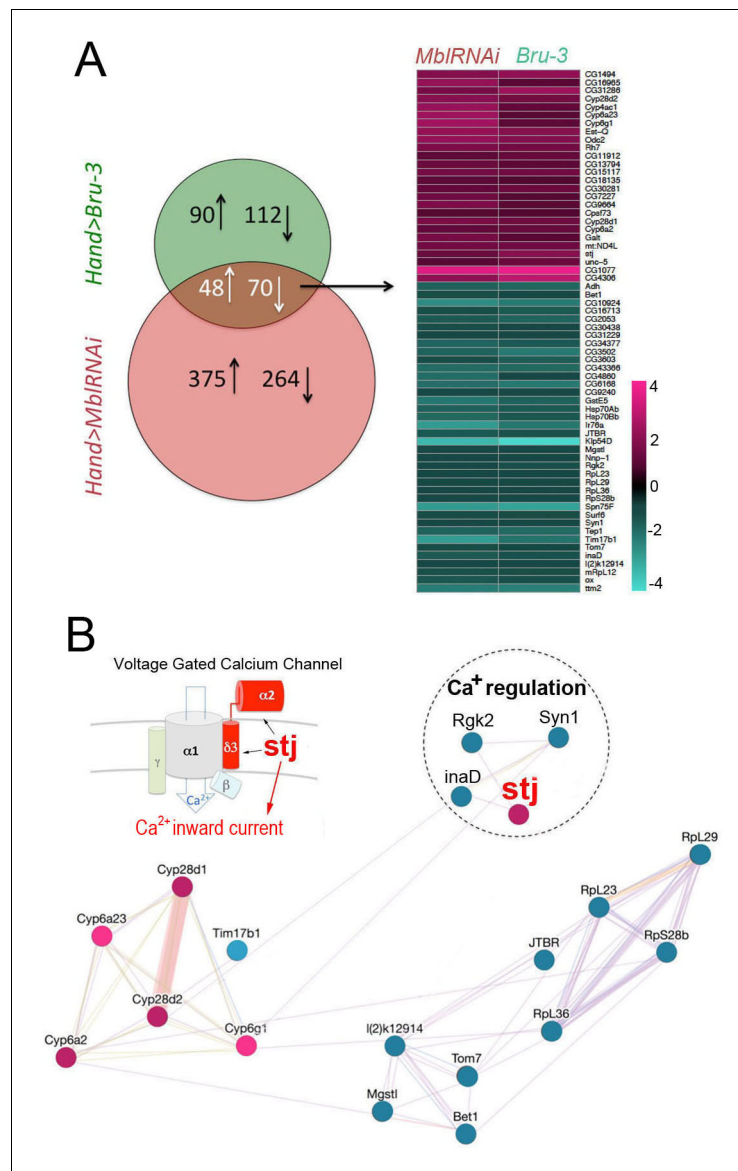 A
MblRNAi Bru-3
Hand>Bru-3
Hand>MblRNAi
90 112
48 70
375 264
CG1494
CG16965
CG31286
Cyp28d2
Cyp4ac1
Cyp6a23
Cyp6g1
Est-Q
Odc2
Rh7
CG11912
CG13794
CG15117
CG18135
CG30281
CG7227
CG9664
Cpsf73
Cyp28d1
Cyp6a2
Galt
mt:ND4L
stj
unc-5
CG1077
CG4306
Adh
Bet1
CG10924
CG16713
CG2053
CG30438
CG31229
CG34377
CG3502
CG3603
CG43366
CG4860
CG6168
CG9240
GstE5
Hsp70Ab
Hsp70Bb
Ir76a
JTBR
Klp54D
Mgstl
Nnp-1
Rgk2
RpL23
RpL29
RpL36
RpS28b
Spn75F
Surf6
Syn1
Tep1
Tim17b1
Tom7
inaD
l(2)k12914
mRpL12
ox
ttm2
4
2
0
-2
-4
B
Voltage Gated Calcium Channel
α2
α1
δ3
γ
β
stj
Ca2+
Ca2+ inward current
Ca+ regulation
Rgk2
Syn1
inaD
stj
Cyp28d1
Cyp6a23
Tim17b1
Cyp28d2
Cyp6a2
Cyp6g1
RpL29
RpL23
RpS28b
JTBR
RpL36
l(2)k12914
Tom7
Mgstl
Bet1